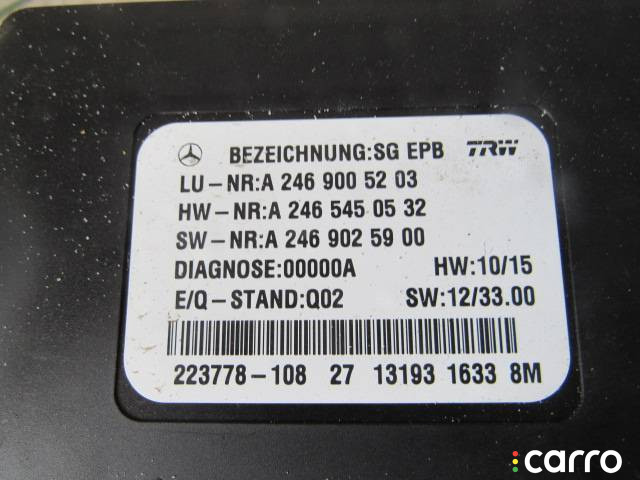 BEZEICHNUNG:SG EPB TRW
LU-NR:A 246 900 52 03
HW-NR:A 246 545 05 32
SW-NR:A 246 902 59 00
DIAGNOSE:00000A HW:10/15
E/Q-STAND:Q02 SW:12/33.00
223778-108 27 13193 1633 8M
carro